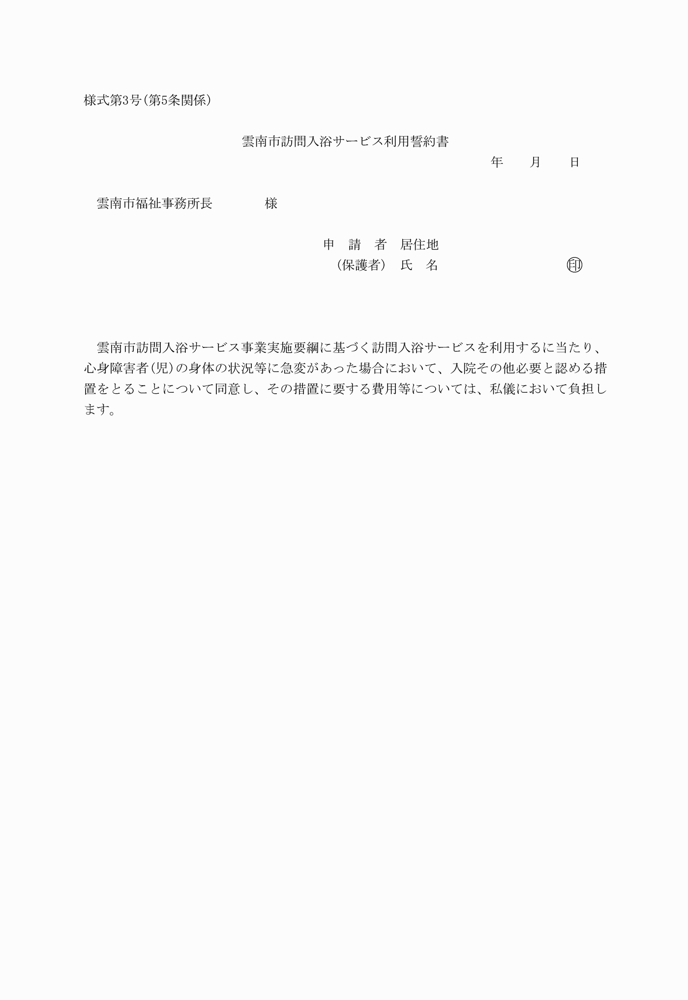 様式第3号(第5条関係)
雲南市訪問入浴サービス利用誓約書
年　　月　　日
雲南市福祉事務所長　　　　様
申　請　者　居住地
(保護者)　氏　名　　　　　　　　　　㊞
雲南市訪問入浴サービス事業実施要綱に基づく訪問入浴サービスを利用するに当たり、
心身障害者(児)の身体の状況等に急変があった場合において、入院その他必要と認める措
置をとることについて同意し、その措置に要する費用等については、私儀において負担し
ます。